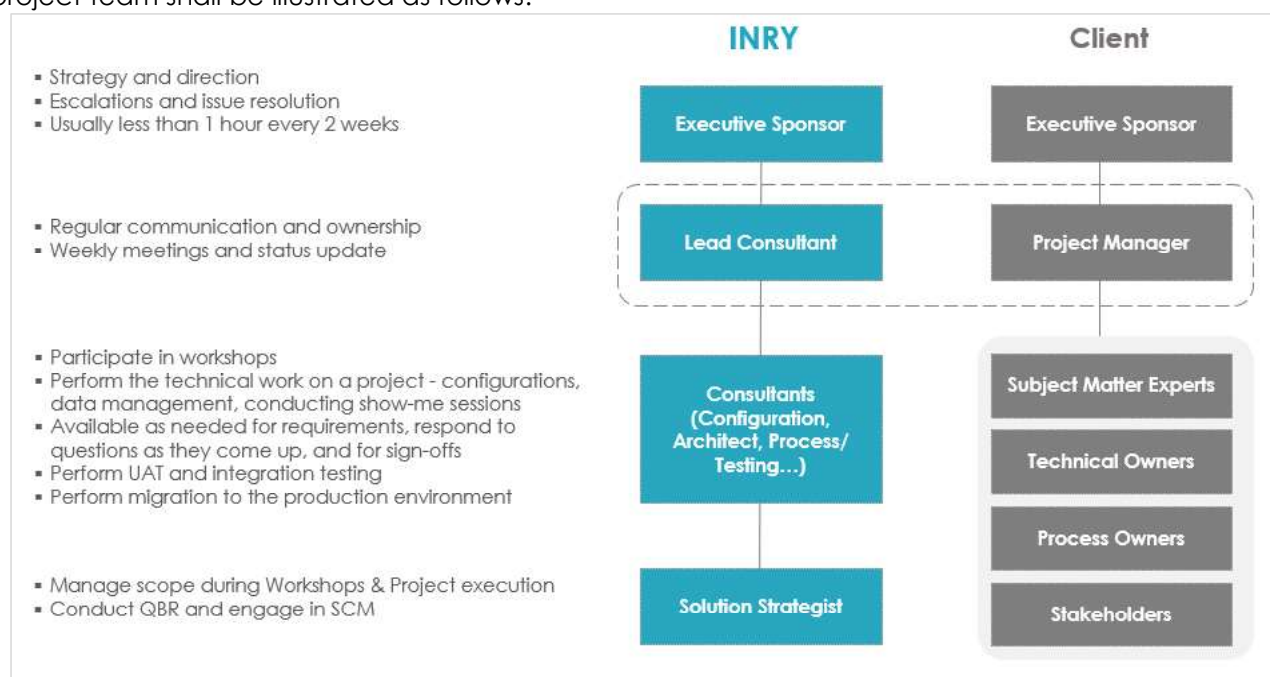 project team shall be illustrated as follows:
INRY
Client
▪ Strategy and direction
▪ Escalations and issue resolution
▪ Usually less than 1 hour every 2 weeks
Executive Sponsor
Executive Sponsor
▪ Regular communication and ownership
▪ Weekly meetings and status update
Lead Consultant
Project Manager
▪ Participate in workshops
▪ Perform the technical work on a project - configurations,
data management, conducting show-me sessions
▪ Available as needed for requirements, respond to
questions as they come up, and for sign-offs
▪ Perform UAT and integration testing
▪ Perform migration to the production environment
Consultants
(Configuration,
Architect, Process/
Testing...)
Subject Matter Experts
Technical Owners
Process Owners
Stakeholders
▪ Manage scope during Workshops & Project execution
▪ Conduct QBR and engage in SCM
Solution Strategist